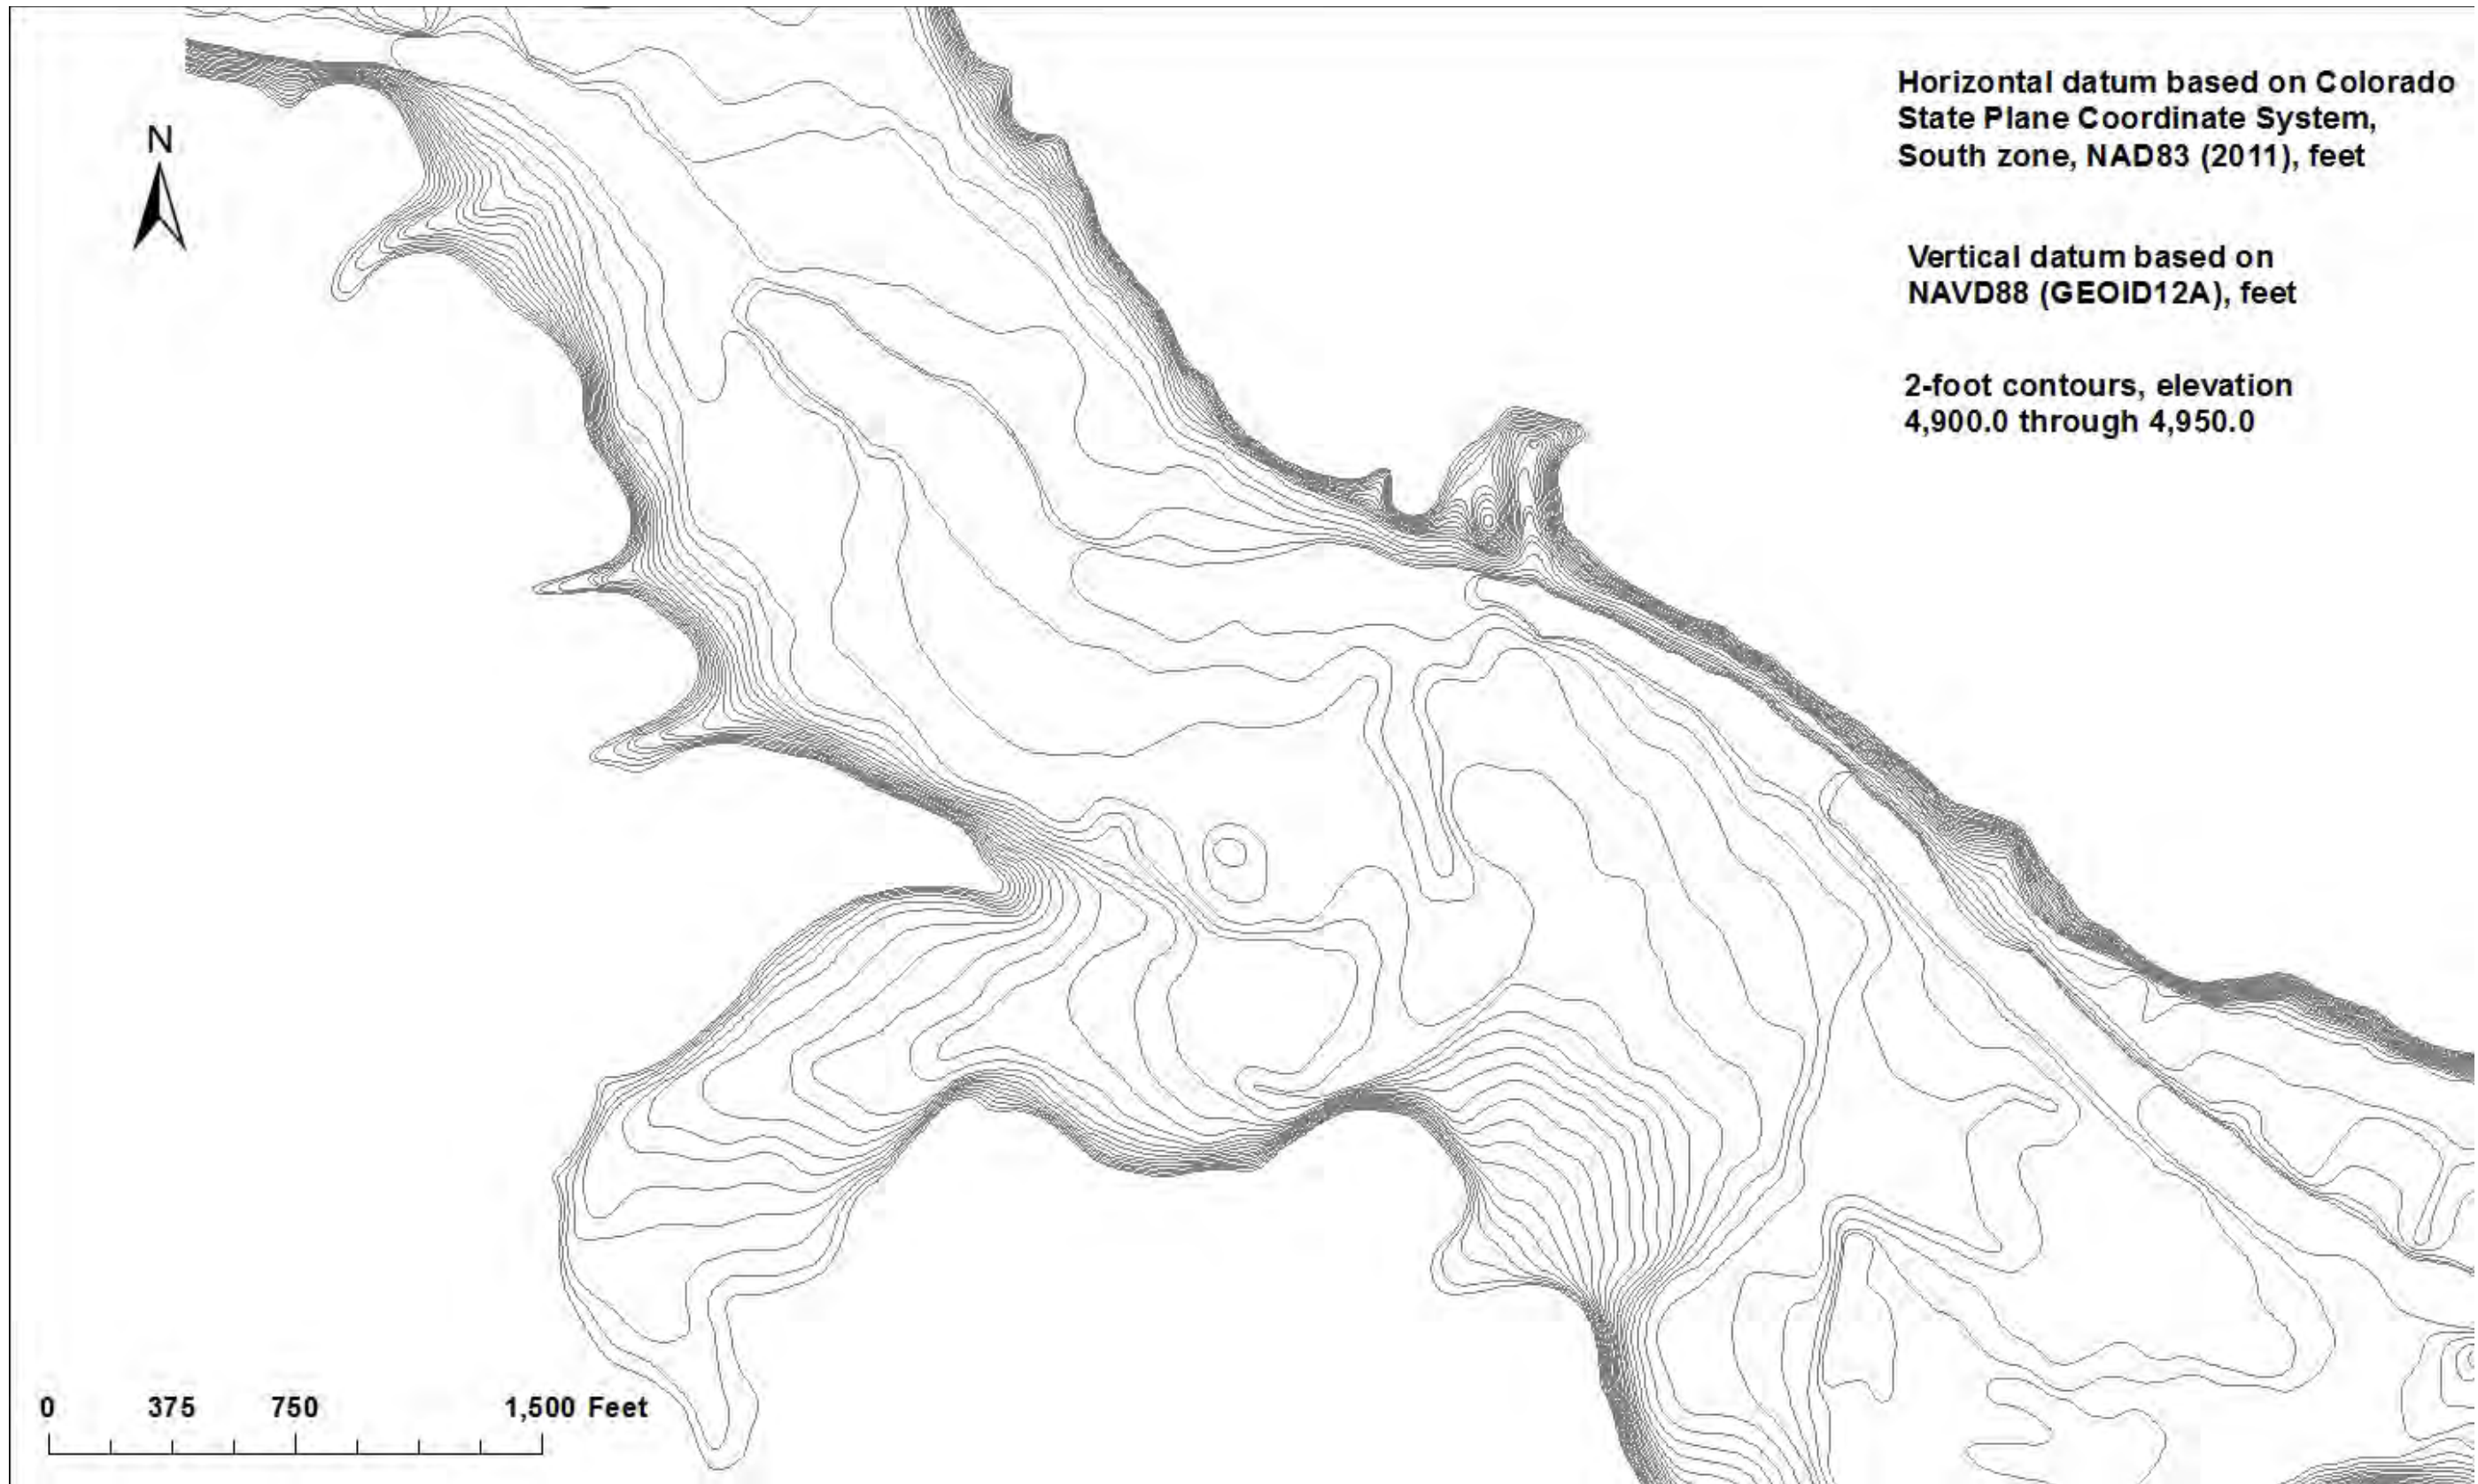 Horizontal datum based on Colorado
State Plane Coordinate System,
South zone, NAD83 (2011), feet
N
Vertical datum based on
NAVD88 (GEOID12A), feet
2-foot contours, elevation
4,900.0 through 4,950.0
0 375 750 1,500 Feet